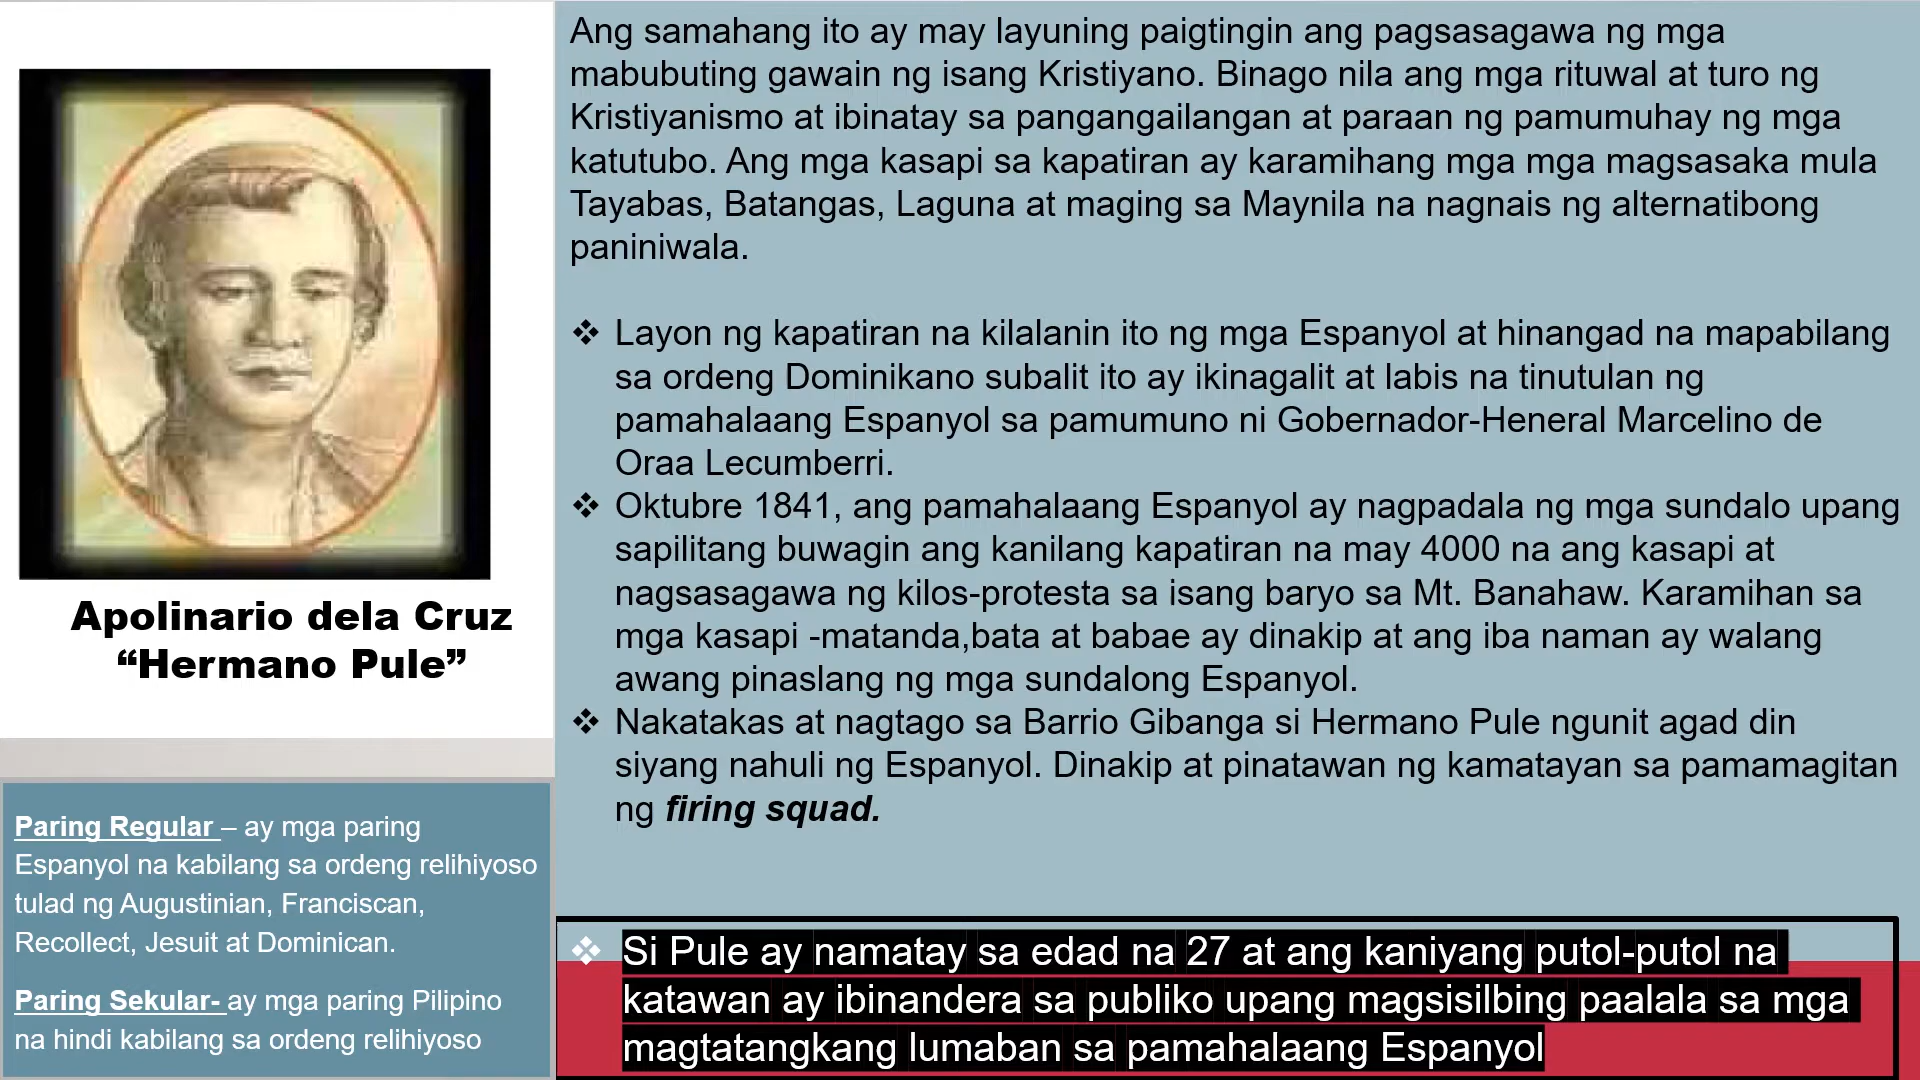 Apolinario dela Cruz
“Hermano Pule”
Paring Regular – ay mga paring
Espanyol na kabilang sa ordeng relihiyoso
tulad ng Augustinian, Franciscan,
Recollect, Jesuit at Dominican.
Paring Sekular- ay mga paring Pilipino
na hindi kabilang sa ordeng relihiyoso
Ang samahang ito ay may layuning paigtingin ang pagsasagawa ng mga
mabubuting gawain ng isang Kristiyano. Binago nila ang mga rituwal at turo ng
Kristiyanismo at ibinatay sa pangangailangan at paraan ng pamumuhay ng mga
katutubo. Ang mga kasapi sa kapatiran ay karamihang mga mga magsasaka mula
Tayabas, Batangas, Laguna at maging sa Maynila na nagnais ng alternatibong
paniniwala.
❖ Layon ng kapatiran na kilalanin ito ng mga Espanyol at hinangad na mapabilang
sa ordeng Dominikano subalit ito ay ikinagalit at labis na tinutulan ng
pamahalaang Espanyol sa pamumuno ni Gobernador-Heneral Marcelino de
Oraa Lecumberri.
❖ Oktubre 1841, ang pamahalaang Espanyol ay nagpadala ng mga sundalo upang
sapilitang buwagin ang kanilang kapatiran na may 4000 na ang kasapi at
nagsasagawa ng kilos-protesta sa isang baryo sa Mt. Banahaw. Karamihan sa
mga kasapi -matanda,bata at babae ay dinakip at ang iba naman ay walang
awang pinaslang ng mga sundalong Espanyol.
❖ Nakatakas at nagtago sa Barrio Gibanga si Hermano Pule ngunit agad din
siyang nahuli ng Espanyol. Dinakip at pinatawan ng kamatayan sa pamamagitan
ng firing squad.
❖ Si Pule ay namatay sa edad na 27 at ang kaniyang putol-putol na
katawan ay ibinandera sa publiko upang magsisilbing paalala sa mga
magtatangkang lumaban sa pamahalaang Espanyol